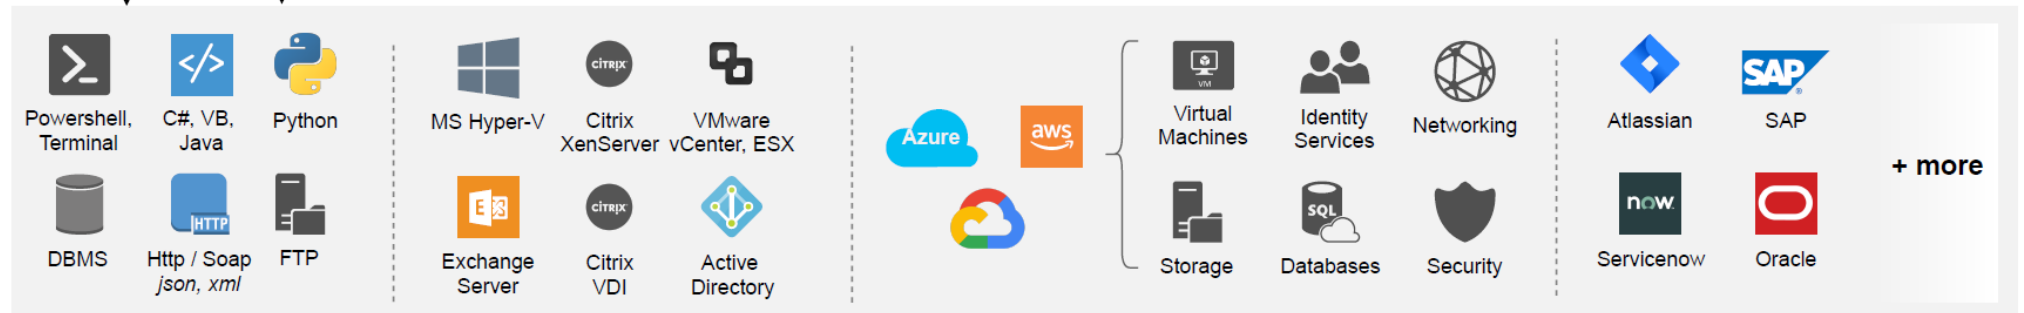 Powershell,
Terminal
C#, VB,
Java
Python
DBMS
HTTP
Http / Soap
json, xml
FTP
MS Hyper-V
CITRIX
Citrix
XenServer
VMware
vCenter, ESX
E
Exchange
Server
CITRIX
Citrix
VDI
Active
Directory
Azure
aws
VM
Virtual
Machines
Identity
Services
Networking
Storage
SQL
Databases
Security
Atlassian
SAP
SAP
now.
Servicenow
Oracle
+ more